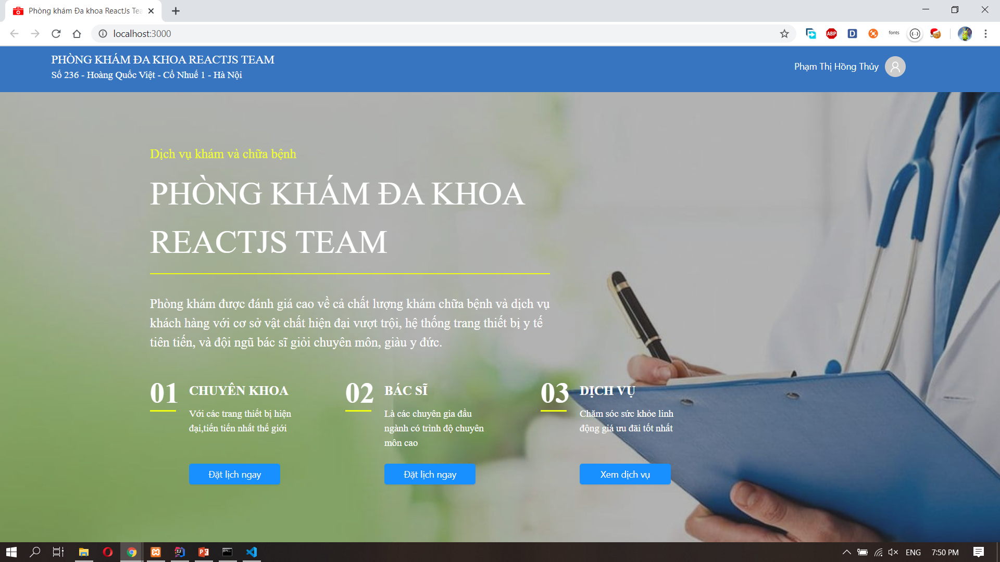 Phòng khám Đa khoa ReactJs Tea
localhost:3000
ABP
D
fonts
PHÒNG KHÁM ĐA KHOA REACTJS TEAM
Số 236 - Hoàng Quốc Việt - Cổ Nhuế 1 - Hà Nội
Phạm Thị Hồng Thủy
Dịch vụ khám và chữa bệnh
PHÒNG KHÁM ĐA KHOA
REACTJS TEAM
Phòng khám được đánh giá cao về cả chất lượng khám chữa bệnh và dịch vụ
khách hàng với cơ sở vật chất hiện đại vượt trội, hệ thống trang thiết bị y tế
tiên tiến, và đội ngũ bác sĩ giỏi chuyên môn, giàu y đức.
01 CHUYÊN KHOA
Với các trang thiết bị hiện
đại,tiến tiến nhất thế giới
Đặt lịch ngay
02 BÁC SĨ
Là các chuyên gia đầu
ngành có trình độ chuyên
môn cao
Đặt lịch ngay
03 DỊCH VỤ
Chăm sóc sức khỏe linh
động giá ưu đãi tốt nhất
Xem dịch vụ
ENG
7:50 PM